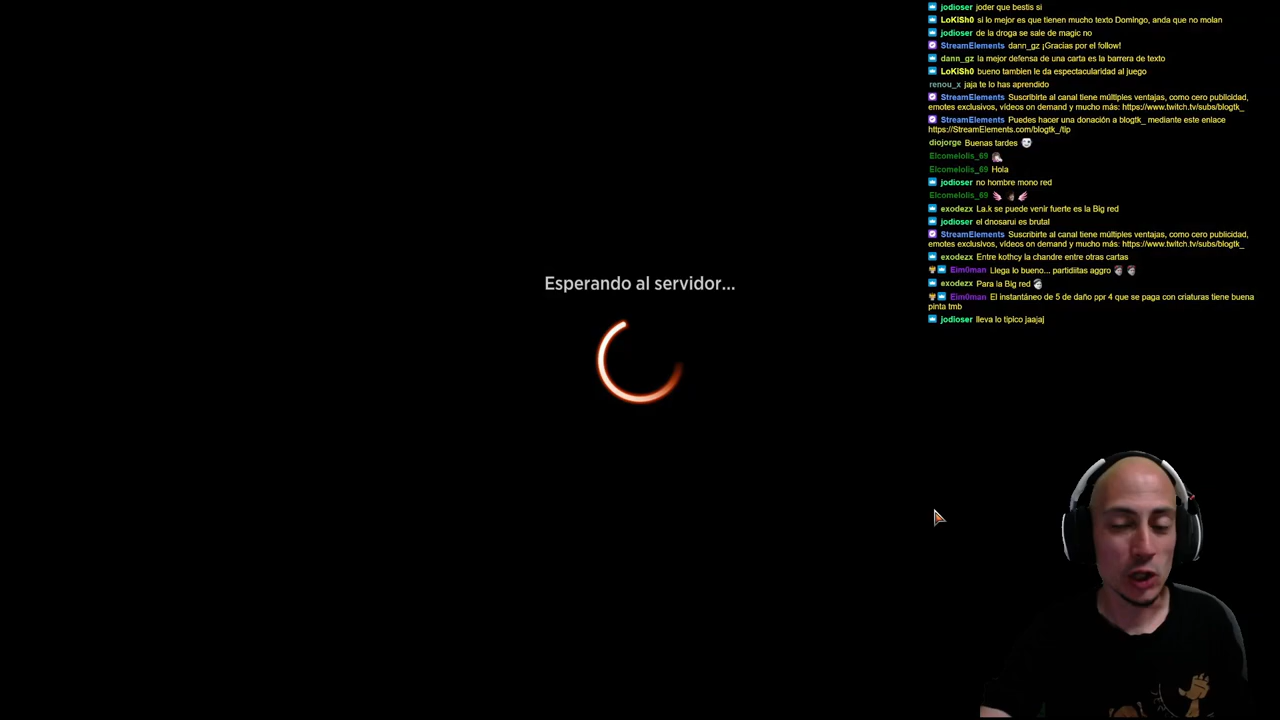 jodioser joder que bestis si
LoKiSh0 si lo mejor es que tienen mucho texto Domingo, anda que no molan
jodioser de la droga se sale de magic no
StreamElements dann_gz ¡Gracias por el follow!
dann_gz la mejor defensa de una carta es la barrera de texto
LoKiSh0 bueno tambien le da espectacularidad al juego
renou_x jaja te lo has aprendido
StreamElements Suscribirte al canal tiene múltiples ventajas, como cero publicidad,
emotes exclusivos, vídeos on demand y mucho más: https://www.twitch.tv/subs/blogtk_
StreamElements Puedes hacer una donación a blogtk_ mediante este enlace
https://StreamElements.com/blogtk_/tip
diojorge Buenas tardes
Elcomelolis_69
Elcomelolis_69 Hola
jodioser no hombre mono red
Elcomelolis_69
exodezx La.k se puede venir fuerte es la Big red
jodioser el dnosarui es brutal
StreamElements Suscribirte al canal tiene múltiples ventajas, como cero publicidad,
emotes exclusivos, vídeos on demand y mucho más: https://www.twitch.tv/subs/blogtk_
exodezx Entre kothcy la chandre entre otras cartas
Eim0man Llega lo bueno... partidiitas aggro
exodezx Para la Big red
Eim0man El instantáneo de 5 de daño ppr 4 que se paga con criaturas tiene buena
pinta tmb
jodioser lleva lo tipico jaajaj
Esperando al servidor...